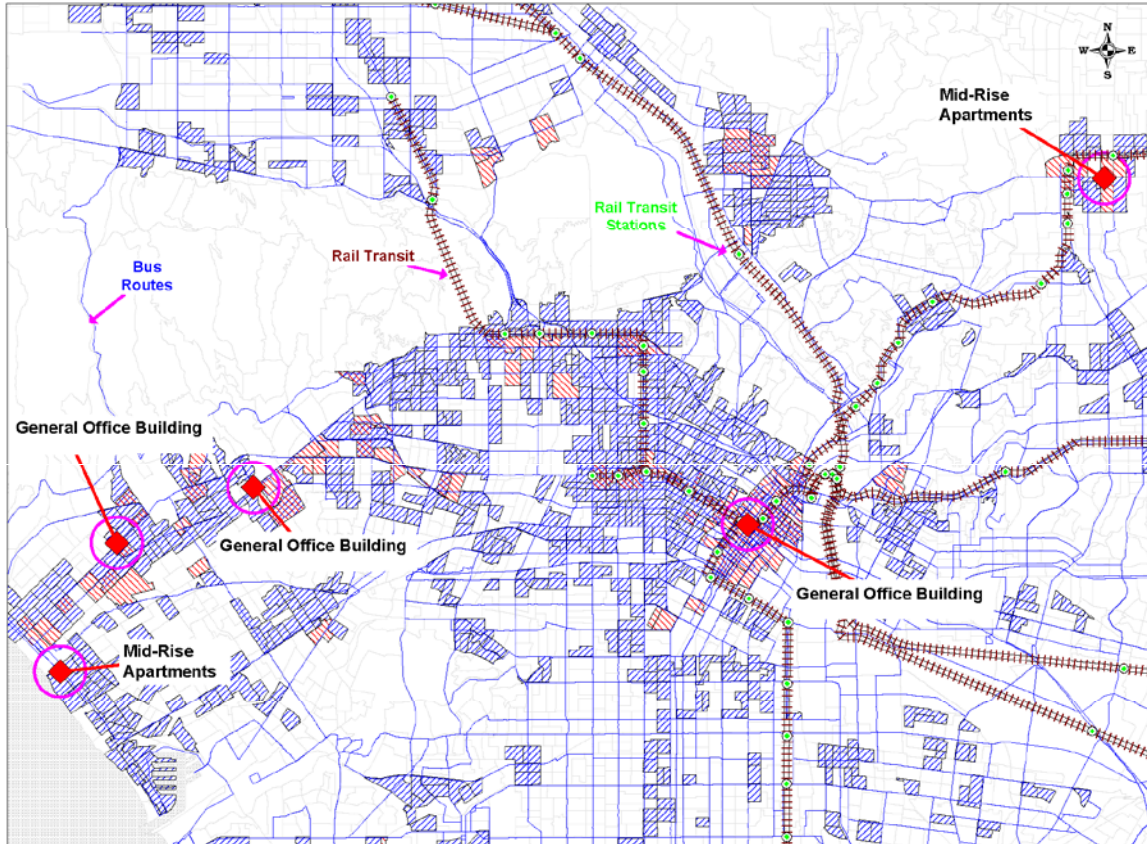 N
W E
S
Mid-Rise
Apartments
Rail Transit
Stations
Rail Transit
Bus
Routes
General Office Building
General Office Building
General Office Building
Mid-Rise
Apartments